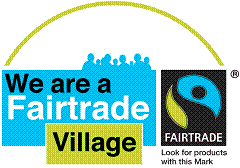 We are a
Fairtrade
Village
®
FAIRTRADE
Look for products
with this Mark